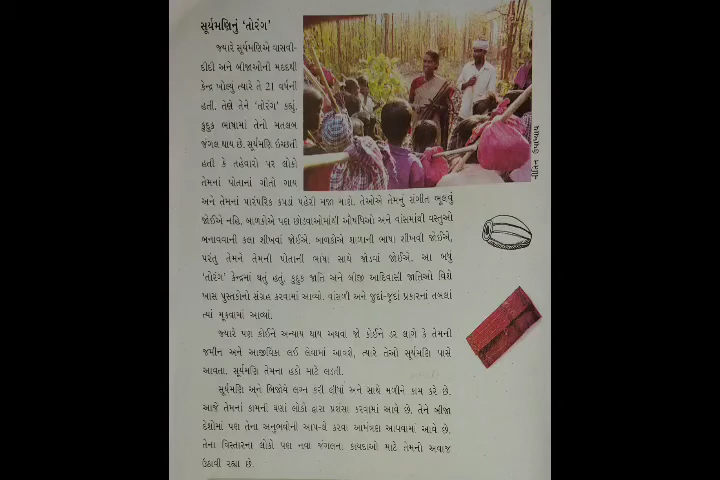 સૂર્યમણિનું ‘તોરંગ’
જ્યારે સૂર્યમણિએ વાસવી-
દીદી અને બીજાઓની મદદથી
કેન્દ્ર ખોલ્યું ત્યારે તે 21 વર્ષની
હતી. તેણે તેને ‘તોરંગ’ કહ્યું.
કુડુક ભાષામાં તેનો મતલબ
જંગલ થાય છે. સૂર્યમણિ ઇચ્છતી
હતી કે તહેવારો પર લોકો
તેમનાં પોતાનાં ગીતો ગાય
અને તેમનાં પારંપરિક કપડાં પહેરી મજા માણે. તેઓએ તેમનું સંગીત ભૂલવું
જોઈએ નહિ. બાળકોએ પણ છોડવાઓમાંથી ઔષધિઓ અને વાંસમાંથી વસ્તુઓ
બનાવવાની કલા શીખવાં જોઈએ. બાળકોએ શાળાની ભાષા શીખવી જોઈએ,
પરંતુ તેમને તેમની પોતાની ભાષા સાથે જોડવાં જોઈએ. આ બધું
‘તોરંગ’ કેન્દ્રમાં થતું હતું. કુડુક જાતિ અને બીજી આદિવાસી જાતિઓ વિશે
ખાસ પુસ્તકોનો સંગ્રહ કરવામાં આવ્યો. વાંસળી અને જુદાં-જુદાં પ્રકારનાં તબલાં
ત્યાં મૂકવામાં આવ્યાં.
જ્યારે પણ કોઈને અન્યાય થાય અથવા જો કોઈને ડર લાગે કે તેમની
જમીન અને આજીવિકા લઈ લેવામાં આવશે, ત્યારે તેઓ સૂર્યમણિ પાસે
આવતા. સૂર્યમણિ તેમના હકો માટે લડતી.
સૂર્યમણિ અને બિજોયે લગ્ન કરી લીધાં અને સાથે મળીને કામ કરે છે.
આજે તેમનાં કામની ઘણાં લોકો દ્વારા પ્રશંસા કરવામાં આવે છે. તેને બીજા
દેશોમાં પણ તેના અનુભવોની આપ-લે કરવા આમંત્રણ આપવામાં આવે છે.
તેના વિસ્તારના લોકો પણ નવા જંગલના કાયદાઓ માટે તેમની અવાજ
ઉઠાવી રહ્યા છે.
નીતિન ઉપાધ્યાય